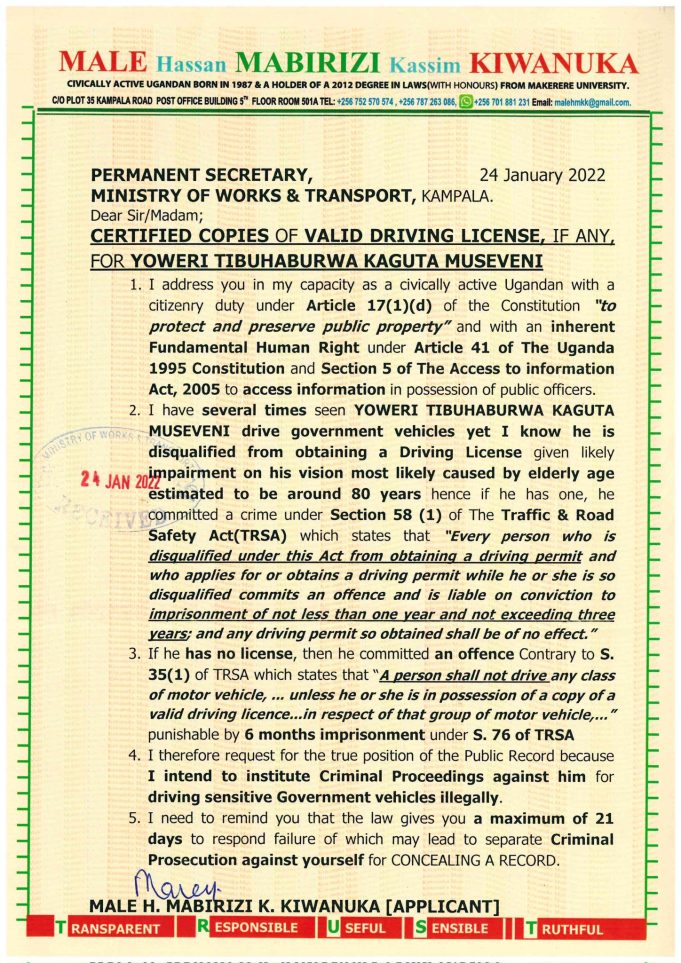 MALE Hassan MABIRIZI Kassim KIWANUKA
CIVICALLY ACTIVE UGANDAN BORN IN 1987 & A HOLDER OF A 2012 DEGREE IN LAWS(WITH HONOURS) FROM MAKERERE UNIVERSITY.
C/O PLOT 35 KAMPALA ROAD POST OFFICE BUILDING 5TH FLOOR ROOM 501A TEL: +256 752 570 574 , +256 787 263 086, +256 701 881 231 Email: malehmkk@gmail.com.
PERMANENT SECRETARY, 24 January 2022
MINISTRY OF WORKS & TRANSPORT, KAMPALA.
Dear Sir/Madam;
CERTIFIED COPIES OF VALID DRIVING LICENSE, IF ANY,
FOR YOWERI TIBUHABURWA KAGUTA MUSEVENI
1. I address you in my capacity as a civically active Ugandan with a
citizenry duty under Article 17(1)(d) of the Constitution "to
protect and preserve public property" and with an inherent
Fundamental Human Right under Article 41 of The Uganda
1995 Constitution and Section 5 of The Access to information
Act, 2005 to access information in possession of public officers.
2. I have several times seen YOWERI TIBUHABURWA KAGUTA
MUSEVENI drive government vehicles yet I know he is
disqualified from obtaining a Driving License given likely
impairment on his vision most likely caused by elderly age
estimated to be around 80 years hence if he has one, he
committed a crime under Section 58 (1) of The Traffic & Road
Safety Act(TRSA) which states that "Every person who is
disqualified under this Act from obtaining a driving permit and
who applies for or obtains a driving permit while he or she is so
disqualified commits an offence and is liable on conviction to
imprisonment of not less than one year and not exceeding three
years; and any driving permit so obtained shall be of no effect."
3. If he has no license, then he committed an offence Contrary to S.
35(1) of TRSA which states that "A person shall not drive any class
of motor vehicle, ... unless he or she is in possession of a copy of a
valid driving licence...in respect of that group of motor vehicle,..."
punishable by 6 months imprisonment under S. 76 of TRSA
4. I therefore request for the true position of the Public Record because
I intend to institute Criminal Proceedings against him for
driving sensitive Government vehicles illegally.
5. I need to remind you that the law gives you a maximum of 21
days to respond failure of which may lead to separate Criminal
Prosecution against yourself for CONCEALING A RECORD.
MALE H. MABIRIZI K. KIWANUKA [APPLICANT]
TRANSPARENT RESPONSIBLE USEFUL SENSIBLE TRUTHFUL
MINISTRY OF WORKS &
24 JAN 2022
RECEIVED